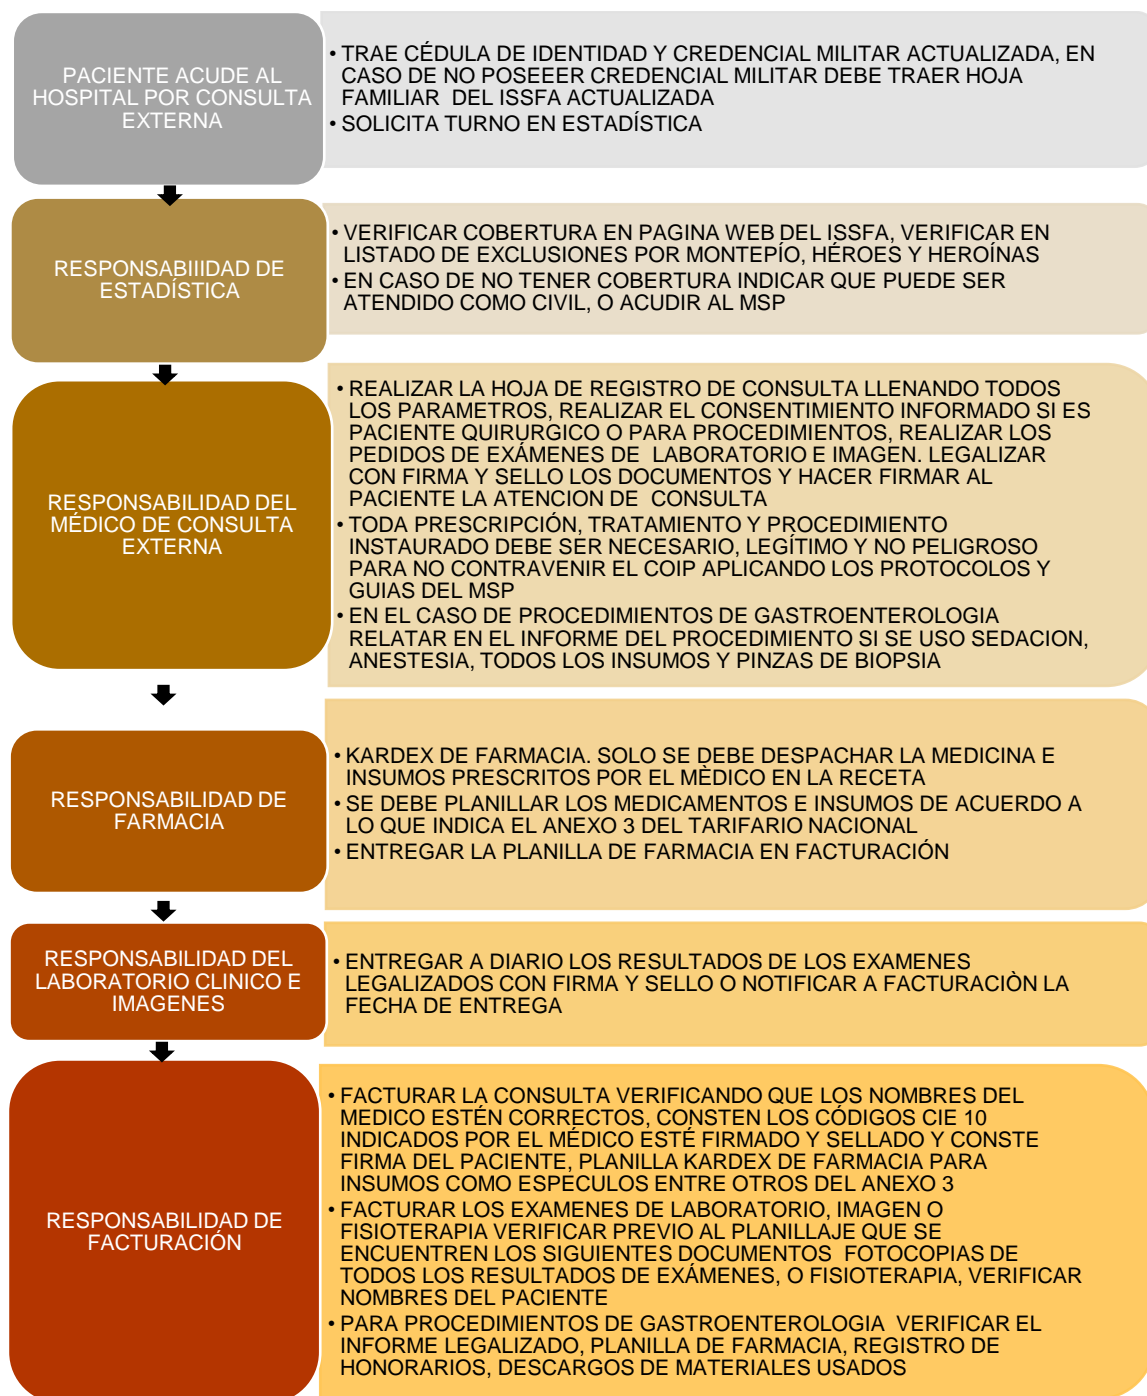 PACIENTE ACUDE AL
HOSPITAL POR CONSULTA
EXTERNA
• TRAE CÉDULA DE IDENTIDAD Y CREDENCIAL MILITAR ACTUALIZADA, EN
CASO DE NO POSEEER CREDENCIAL MILITAR DEBE TRAER HOJA
FAMILIAR DEL ISSFA ACTUALIZADA
• SOLICITA TURNO EN ESTADÍSTICA
RESPONSABIIIDAD DE
ESTADÍSTICA
• VERIFICAR COBERTURA EN PAGINA WEB DEL ISSFA, VERIFICAR EN
LISTADO DE EXCLUSIONES POR MONTEPÍO, HÉROES Y HEROÍNAS
• EN CASO DE NO TENER COBERTURA INDICAR QUE PUEDE SER
ATENDIDO COMO CIVIL, O ACUDIR AL MSP
RESPONSABILIDAD DEL
MÉDICO DE CONSULTA
EXTERNA
• REALIZAR LA HOJA DE REGISTRO DE CONSULTA LLENANDO TODOS
LOS PARAMETROS, REALIZAR EL CONSENTIMIENTO INFORMADO SI ES
PACIENTE QUIRURGICO O PARA PROCEDIMIENTOS, REALIZAR LOS
PEDIDOS DE EXÁMENES DE LABORATORIO E IMAGEN. LEGALIZAR
CON FIRMA Y SELLO LOS DOCUMENTOS Y HACER FIRMAR AL
PACIENTE LA ATENCION DE CONSULTA
• TODA PRESCRIPCIÓN, TRATAMIENTO Y PROCEDIMIENTO
INSTAURADO DEBE SER NECESARIO, LEGÍTIMO Y NO PELIGROSO
PARA NO CONTRAVENIR EL COIP APLICANDO LOS PROTOCOLOS Y
GUIAS DEL MSP
• EN EL CASO DE PROCEDIMIENTOS DE GASTROENTEROLOGIA
RELATAR EN EL INFORME DEL PROCEDIMIENTO SI SE USO SEDACION,
ANESTESIA, TODOS LOS INSUMOS Y PINZAS DE BIOPSIA
RESPONSABILIDAD DE
FARMACIA
• KARDEX DE FARMACIA. SOLO SE DEBE DESPACHAR LA MEDICINA E
INSUMOS PRESCRITOS POR EL MÈDICO EN LA RECETA
• SE DEBE PLANILLAR LOS MEDICAMENTOS E INSUMOS DE ACUERDO A
LO QUE INDICA EL ANEXO 3 DEL TARIFARIO NACIONAL
• ENTREGAR LA PLANILLA DE FARMACIA EN FACTURACIÓN
RESPONSABILIDAD DEL
LABORATORIO CLINICO E
IMAGENES
• ENTREGAR A DIARIO LOS RESULTADOS DE LOS EXAMENES
LEGALIZADOS CON FIRMA Y SELLO O NOTIFICAR A FACTURACIÒN LA
FECHA DE ENTREGA
RESPONSABILIDAD DE
FACTURACIÓN
• FACTURAR LA CONSULTA VERIFICANDO QUE LOS NOMBRES DEL
MEDICO ESTÉN CORRECTOS, CONSTEN LOS CÓDIGOS CIE 10
INDICADOS POR EL MÉDICO ESTÉ FIRMADO Y SELLADO Y CONSTE
FIRMA DEL PACIENTE, PLANILLA KARDEX DE FARMACIA PARA
INSUMOS COMO ESPECULOS ENTRE OTROS DEL ANEXO 3
• FACTURAR LOS EXAMENES DE LABORATORIO, IMAGEN O
FISIOTERAPIA VERIFICAR PREVIO AL PLANILLAJE QUE SE
ENCUENTREN LOS SIGUIENTES DOCUMENTOS FOTOCOPIAS DE
TODOS LOS RESULTADOS DE EXÁMENES, O FISIOTERAPIA, VERIFICAR
NOMBRES DEL PACIENTE
• PARA PROCEDIMIENTOS DE GASTROENTEROLOGIA VERIFICAR EL
INFORME LEGALIZADO, PLANILLA DE FARMACIA, REGISTRO DE
HONORARIOS, DESCARGOS DE MATERIALES USADOS